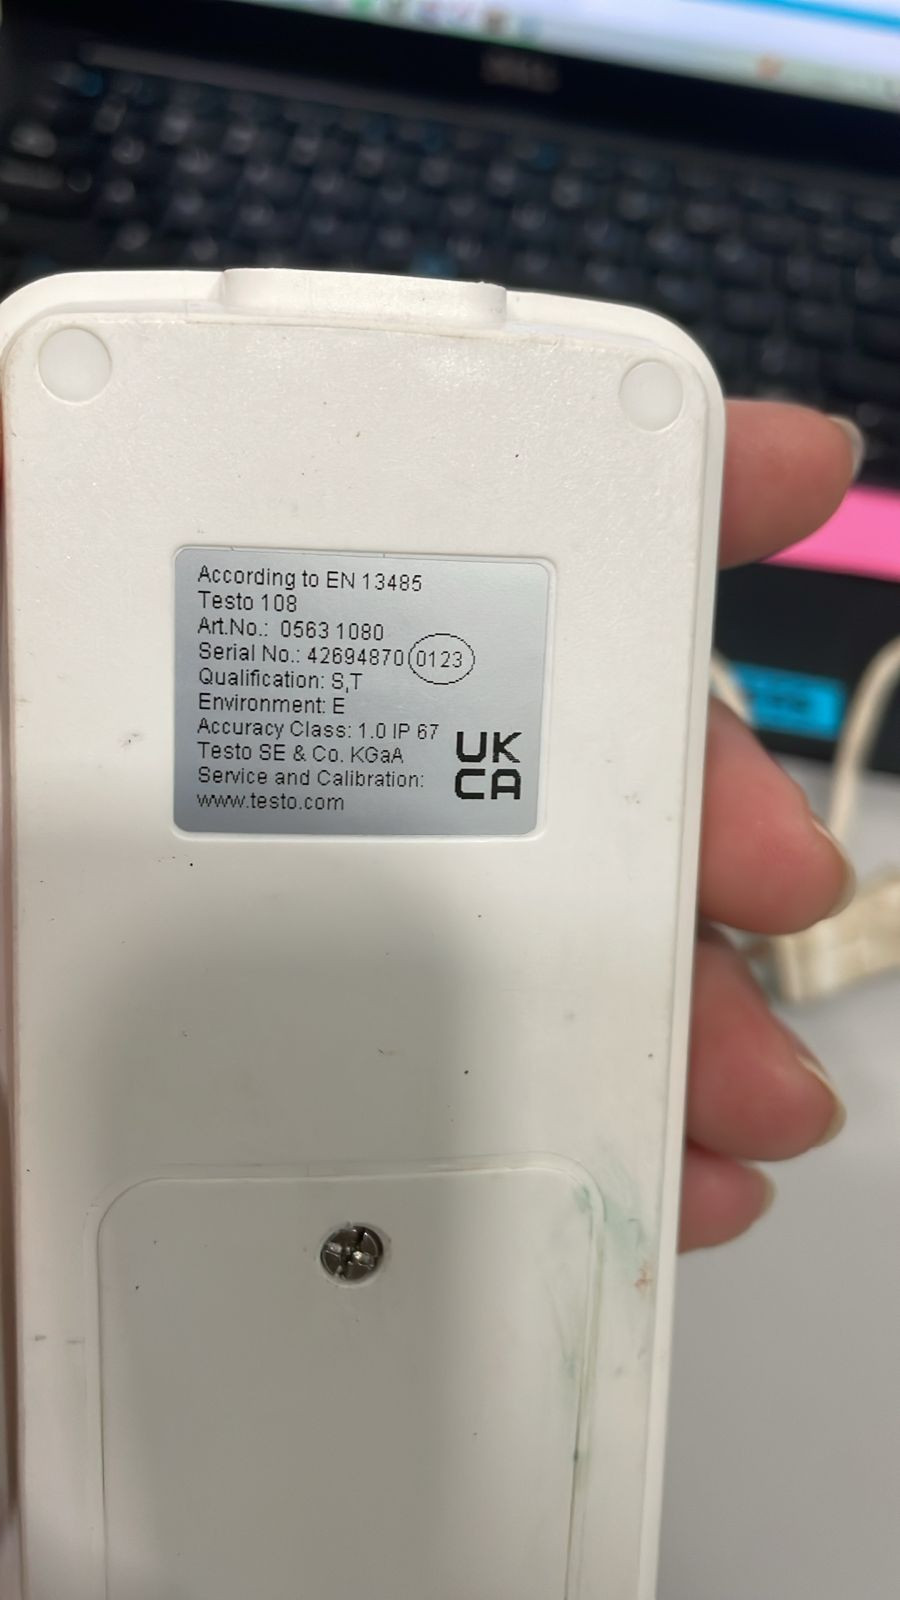 According to EN 13485
Testo 108
Art.No.: 0563 1080
Serial No.: 42694870 0123
Qualification: S,T
Environment: E
Accuracy Class: 1.0 IP 67
Testo SE & Co. KGaA
Service and Calibration:
www.testo.com
UK
CA